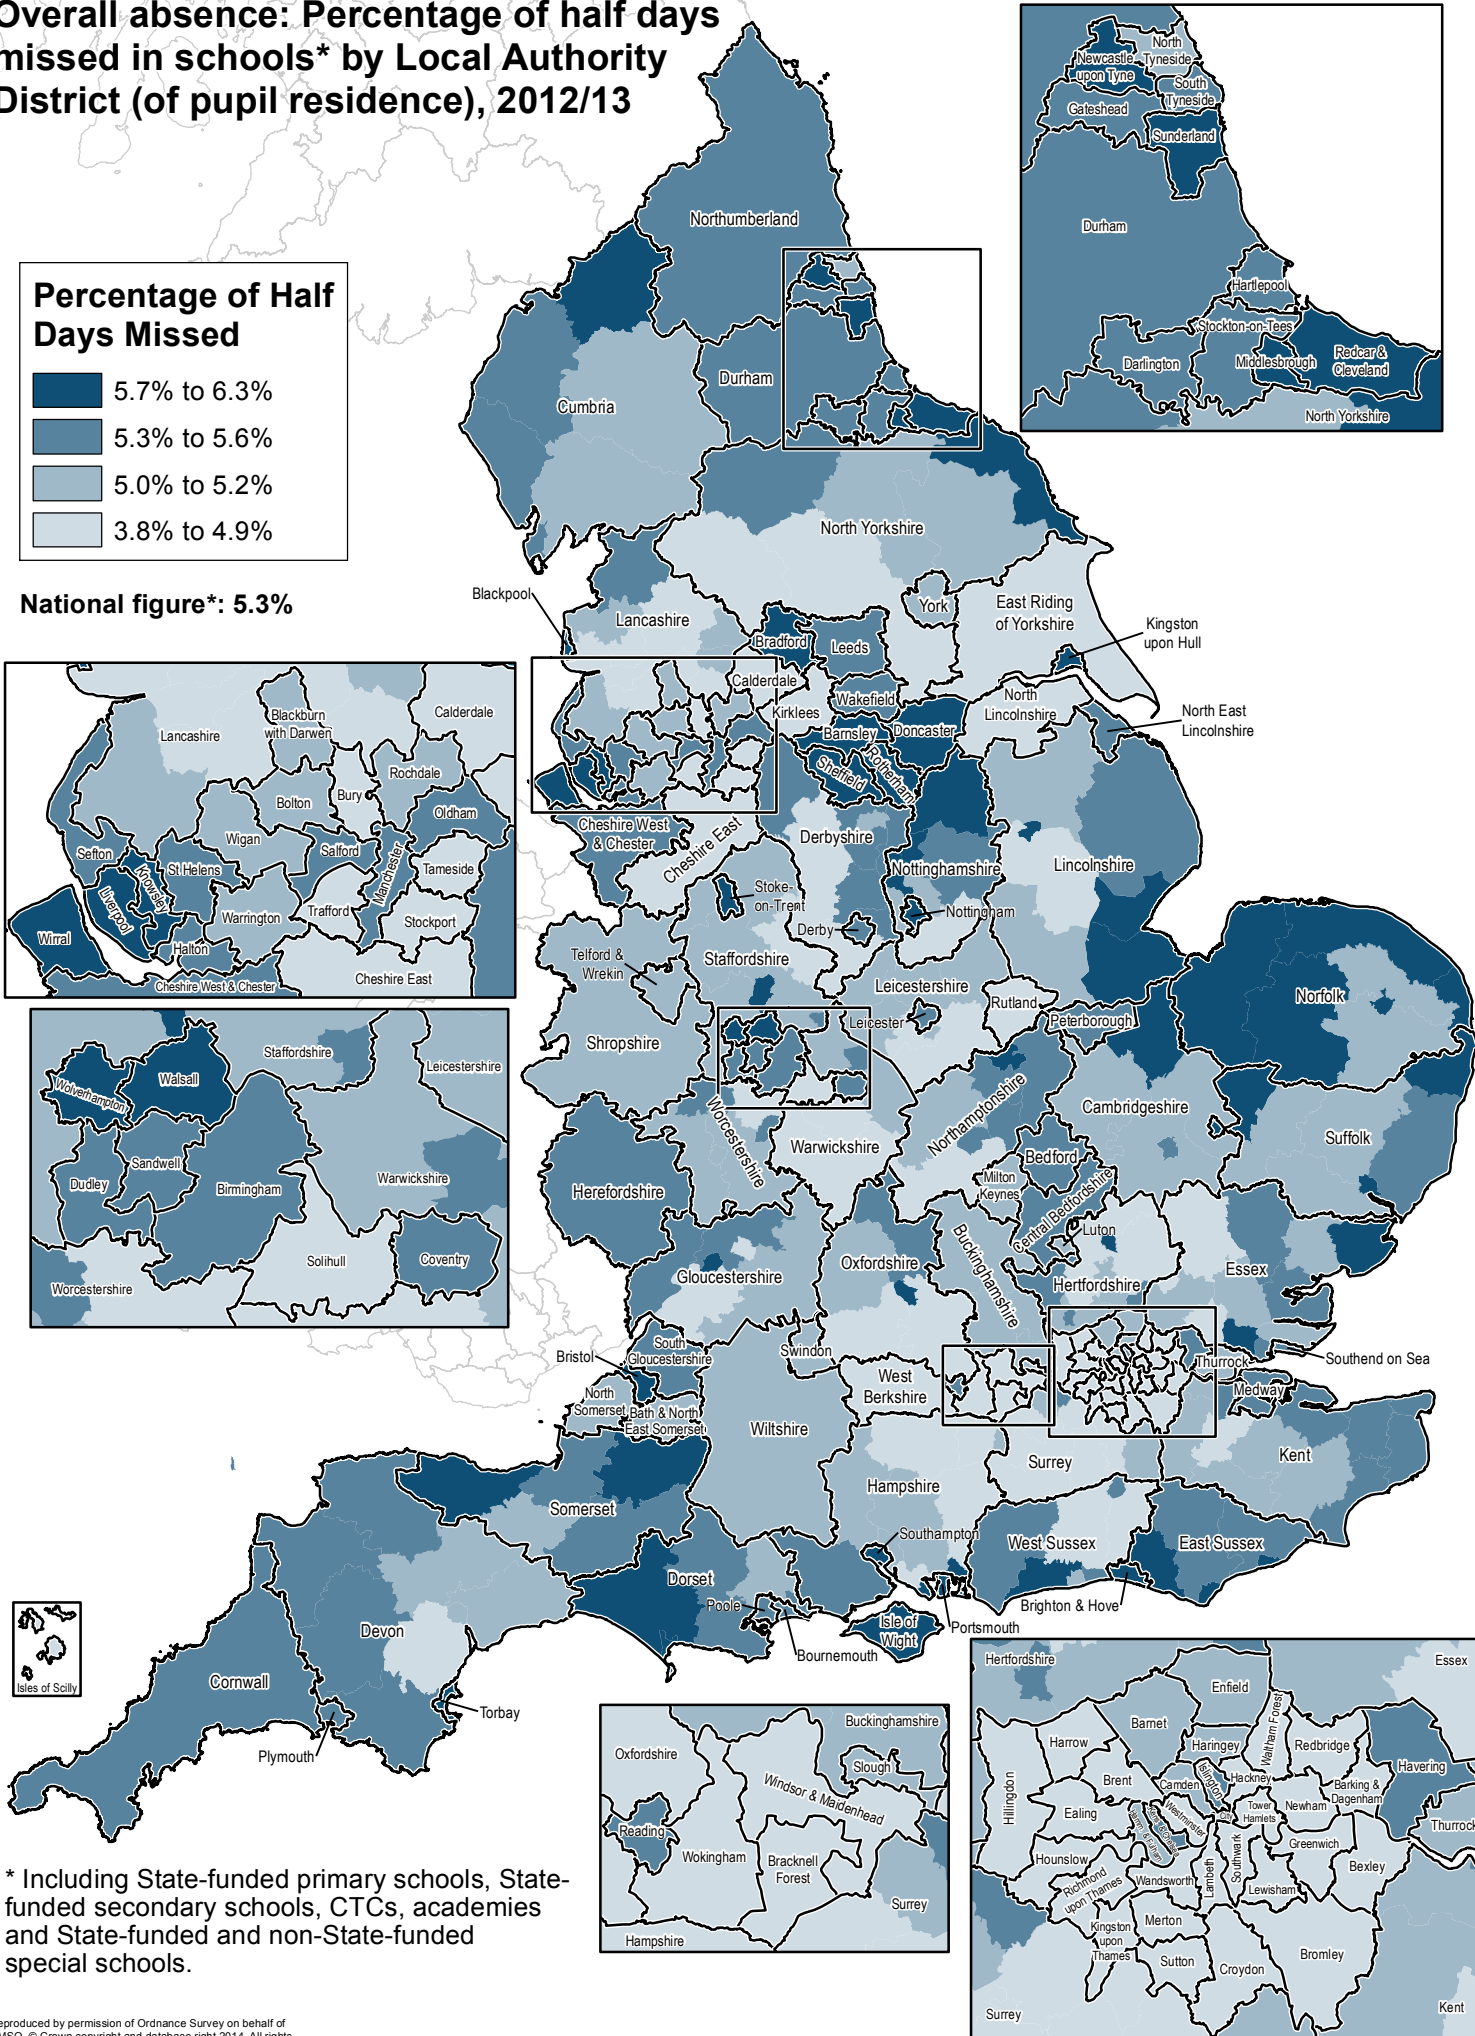 Overall absence: Percentage of half days
missed in schools* by Local Authority
District (of pupil residence), 2012/13
Percentage of Half
Days Missed
5.7% to 6.3%
5.3% to 5.6%
5.0% to 5.2%
3.8% to 4.9%
National figure*: 5.3%
Newcastle
upon Tyne
North
Tyneside
South
Tyneside
Gateshead
Sunderland
Durham
Hartlepool
Stockton-on-Tees
Darlington
Middlesbrough
Redcar &
Cleveland
North Yorkshire
Northumberland
Durham
Cumbria
North Yorkshire
Blackpool
Lancashire
York
East Riding
of Yorkshire
Kingston
upon Hull
Bradford
Leeds
Calderdale
Wakefield
Kirklees
North
Lincolnshire
North East
Lincolnshire
Barnsley
Doncaster
Sheffield
Rotherham
Cheshire West
& Chester
Cheshire East
Derbyshire
Nottinghamshire
Lincolnshire
Stoke-
on-Trent
Nottingham
Derby
Telford &
Wrekin
Staffordshire
Leicestershire
Rutland
Leicester
Norfolk
Peterborough
Shropshire
Northamptonshire
Cambridgeshire
Worcestershire
Warwickshire
Suffolk
Bedford
Milton
Keynes
Herefordshire
Central Bedfordshire
Luton
Buckinghamshire
Oxfordshire
Gloucestershire
Hertfordshire
Essex
South
Gloucestershire
Bristol
Swindon
Thurrock
Southend on Sea
North
Somerset
West
Berkshire
Medway
Bath & North
East Somerset
Wiltshire
Surrey
Kent
Hampshire
Somerset
Southampton
West Sussex
East Sussex
Dorset
Poole
Brighton & Hove
Isle of
Wight
Portsmouth
Bournemouth
Devon
Cornwall
Torbay
Plymouth
Isles of Scilly
Lancashire
Blackburn
with Darwen
Calderdale
Rochdale
Bury
Bolton
Oldham
Wigan
Sefton
Salford
St Helens
Manchester
Tameside
Knowsley
Liverpool
Trafford
Stockport
Warrington
Wirral
Halton
Cheshire West & Chester
Cheshire East
Staffordshire
Leicestershire
Walsall
Wolverhampton
Sandwell
Dudley
Birmingham
Warwickshire
Solihull
Coventry
Worcestershire
Buckinghamshire
Oxfordshire
Slough
Windsor & Maidenhead
Reading
Wokingham
Bracknell
Forest
Surrey
Hampshire
Hertfordshire
Essex
Enfield
Barnet
Waltham Forest
Harrow
Haringey
Redbridge
Havering
Hillingdon
Brent
Camden
Islington
Hackney
Barking &
Dagenham
Ealing
Westminster
City
Tower
Hamlets
Newham
Thurrock
Hounslow
Southwark
Greenwich
Bexley
Richmond
upon Thames
Wandsworth
Lambeth
Lewisham
Kingston
upon
Thames
Merton
Sutton
Croydon
Bromley
Surrey
Kent
* Including State-funded primary schools, State-
funded secondary schools, CTCs, academies
and State-funded and non-State-funded
special schools.
eproduced by permission of Ordnance Survey on behalf of